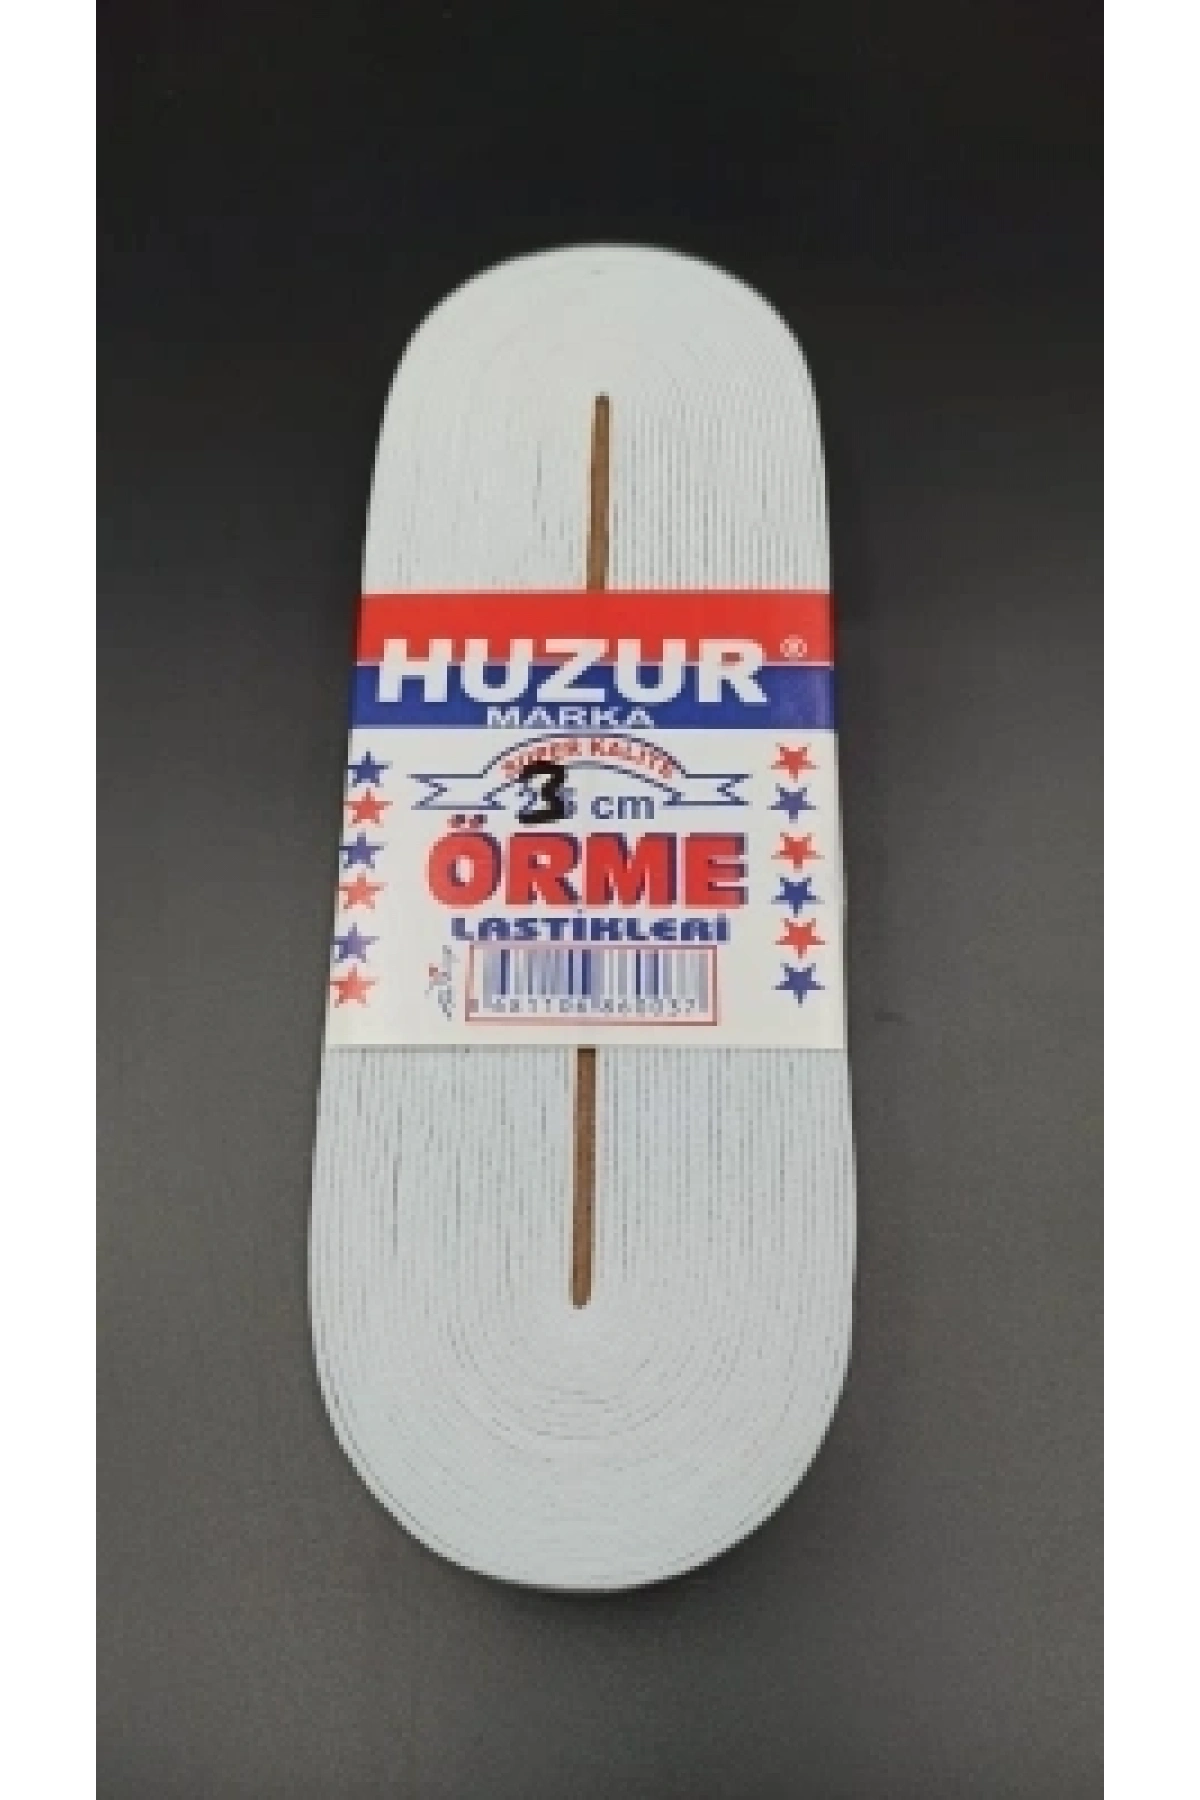 HUZUR®
MARKA
SÜPER KALİTE
3 cm
ÖRME
LASTİKLERİ